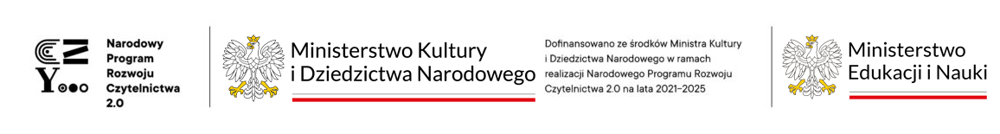 CZ
Y
Narodowy
Program
Rozwoju
Czytelnictwa
2.0
Ministerstwo Kultury
i Dziedzictwa Narodowego
Dofinansowano ze środków Ministra Kultury
i Dziedzictwa Narodowego w ramach
realizacji Narodowego Programu Rozwoju
Czytelnictwa 2.0 na lata 2021–2025
Ministerstwo
Edukacji i Nauki